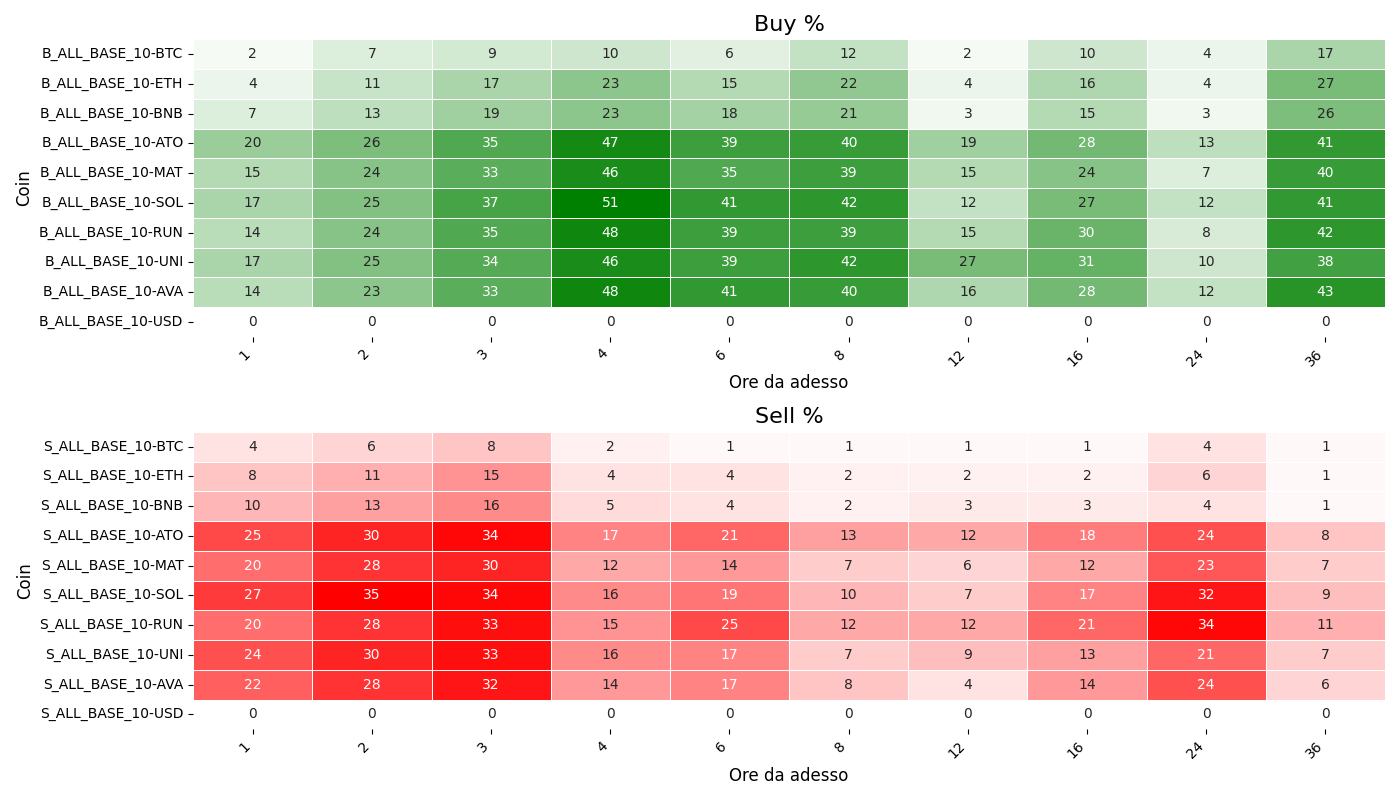 Buy %
Coin
B_ALL_BASE_10-BTC 2 7 9 10 6 12 2 10 4 17
B_ALL_BASE_10-ETH 4 11 17 23 15 22 4 16 4 27
B_ALL_BASE_10-BNB 7 13 19 23 18 21 3 15 3 26
B_ALL_BASE_10-ATO 20 26 35 47 39 40 19 28 13 41
B_ALL_BASE_10-MAT 15 24 33 46 35 39 15 24 7 40
B_ALL_BASE_10-SOL 17 25 37 51 41 42 12 27 12 41
B_ALL_BASE_10-RUN 14 24 35 48 39 39 15 30 8 42
B_ALL_BASE_10-UNI 17 25 34 46 39 42 27 31 10 38
B_ALL_BASE_10-AVA 14 23 33 48 41 40 16 28 12 43
B_ALL_BASE_10-USD 0 0 0 0 0 0 0 0 0 0
1 2 3 4 6 8 12 16 24 36
Ore da adesso
Sell %
Coin
S_ALL_BASE_10-BTC 4 6 8 2 1 1 1 1 4 1
S_ALL_BASE_10-ETH 8 11 15 4 4 2 2 2 6 1
S_ALL_BASE_10-BNB 10 13 16 5 4 2 3 3 4 1
S_ALL_BASE_10-ATO 25 30 34 17 21 13 12 18 24 8
S_ALL_BASE_10-MAT 20 28 30 12 14 7 6 12 23 7
S_ALL_BASE_10-SOL 27 35 34 16 19 10 7 17 32 9
S_ALL_BASE_10-RUN 20 28 33 15 25 12 12 21 34 11
S_ALL_BASE_10-UNI 24 30 33 16 17 7 9 13 21 7
S_ALL_BASE_10-AVA 22 28 32 14 17 8 4 14 24 6
S_ALL_BASE_10-USD 0 0 0 0 0 0 0 0 0 0
1 2 3 4 6 8 12 16 24 36
Ore da adesso